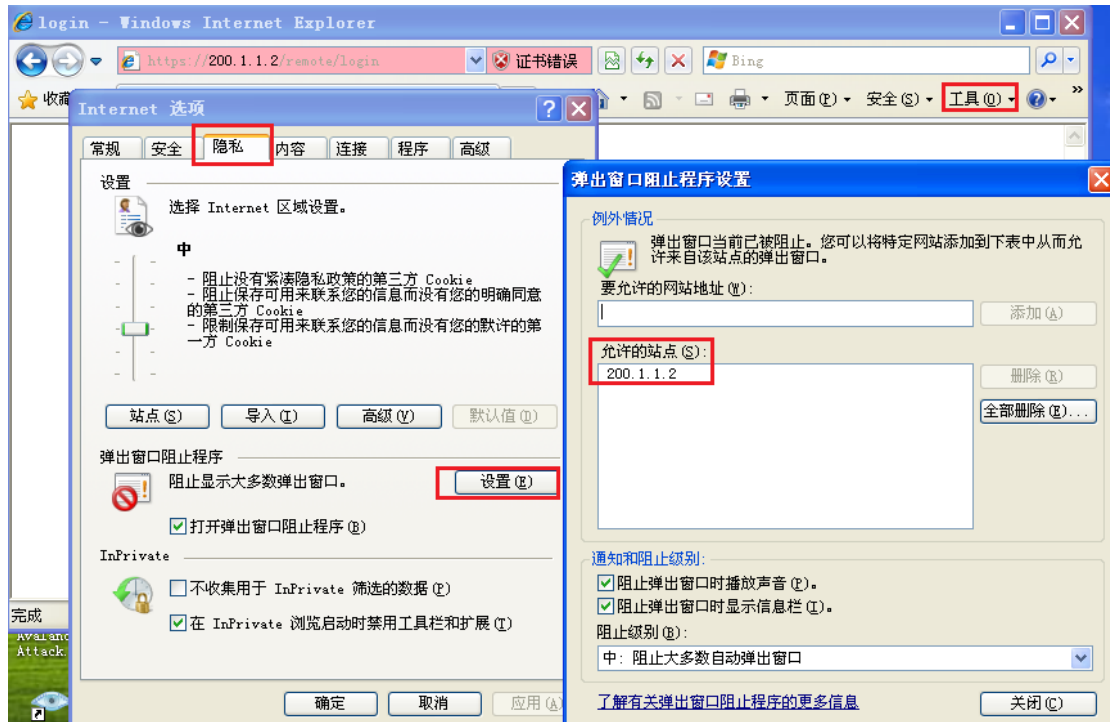 login - Windows Internet Explorer
https://200.1.1.2/remote/login
证书错误
Bing
收藏
页面(P)
安全(S)
工具(O)
Internet 选项
常规
安全
隐私
内容
连接
程序
高级
设置
选择 Internet 区域设置。
中
- 阻止没有紧凑隐私政策的第三方 Cookie
- 阻止保存可用来联系您的信息而没有您的明确同意
的第三方 Cookie
- 限制保存可用来联系您的信息而没有您的默许的第
一方 Cookie
站点(S)
导入(I)
高级(V)
默认值(D)
弹出窗口阻止程序
阻止显示大多数弹出窗口。
设置(E)
打开弹出窗口阻止程序(B)
InPrivate
不收集用于 InPrivate 筛选的数据(P)
在 InPrivate 浏览启动时禁用工具栏和扩展(T)
确定
取消
应用(A)
弹出窗口阻止程序设置
例外情况
弹出窗口当前已被阻止。您可以将特定网站添加到下表中从而允
许来自该站点的弹出窗口。
要允许的网站地址(W):
添加(A)
允许的站点(S):
200.1.1.2
删除(R)
全部删除(E)...
通知和阻止级别:
阻止弹出窗口时播放声音(P)。
阻止弹出窗口时显示信息栏(I)。
阻止级别(B):
中: 阻止大多数自动弹出窗口
了解有关弹出窗口阻止程序的更多信息
关闭(C)
完成
Attack